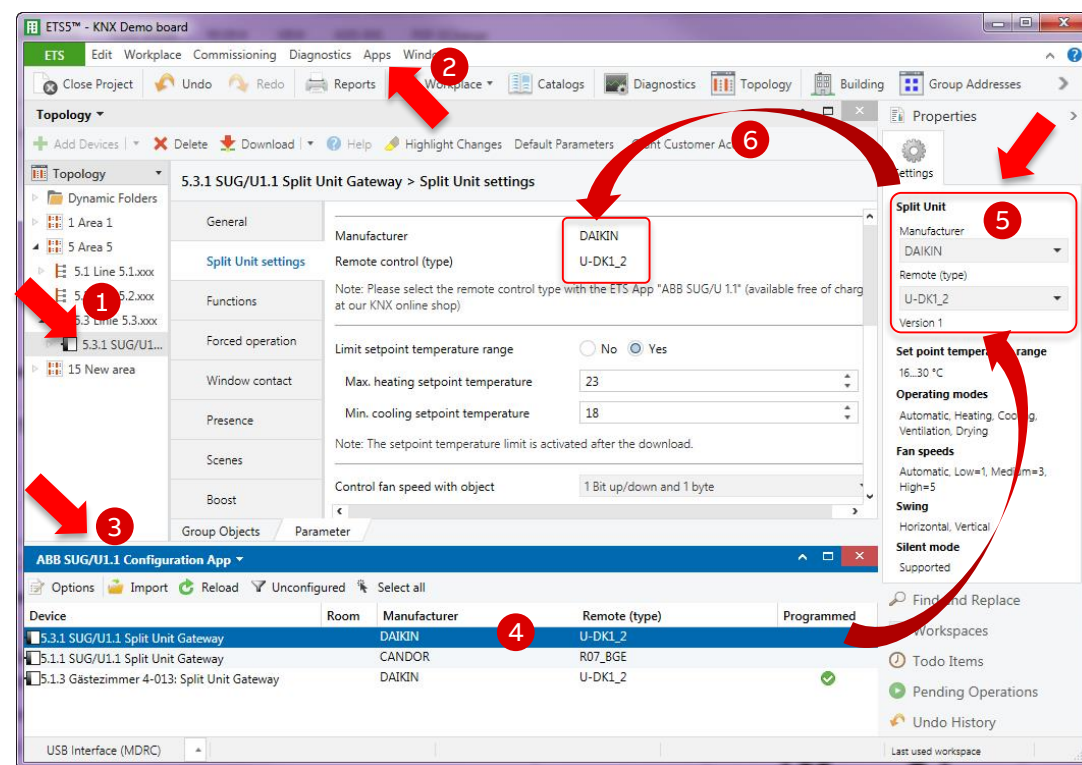 ETS5™ - KNX Demo board
ETS Edit Workplace Commissioning Diagnostics Apps
Close Project Undo Redo Reports Workplace Catalogs Diagnostics Topology Building Group Addresses
Topology
Add Devices Delete Download Help Highlight Changes Default Parameters
Topology
Dynamic Folders
1 Area 1
5 Area 5
5.1 Line 5.1.xxx
5.2.xxx
5.3 Linie 5.3.xxx
5.3.1 SUG/U1...
15 New area
5.3.1 SUG/U1.1 Split Unit Gateway > Split Unit settings
General
Split Unit settings
Functions
Forced operation
Window contact
Presence
Scenes
Boost
Manufacturer DAIKIN
Remote control (type) U-DK1_2
Note: Please select the remote control type with the ETS App "ABB SUG/U 1.1" (available free of charg
at our KNX online shop)
Limit setpoint temperature range No Yes
Max. heating setpoint temperature 23
Min. cooling setpoint temperature 18
Note: The setpoint temperature limit is activated after the download.
Control fan speed with object 1 Bit up/down and 1 byte
Group Objects Parameter
Properties
Settings
Split Unit
Manufacturer
DAIKIN
Remote (type)
U-DK1_2
Version 1
Set point temperature range
16...30 °C
Operating modes
Automatic, Heating, Cooling,
Ventilation, Drying
Fan speeds
Automatic, Low=1, Medium=3,
High=5
Swing
Horizontal, Vertical
Silent mode
Supported
Find and Replace
Workspaces
Todo Items
Pending Operations
Undo History
ABB SUG/U1.1 Configuration App
Options Import Reload Unconfigured Select all
Device Room Manufacturer Remote (type) Programmed
5.3.1 SUG/U1.1 Split Unit Gateway DAIKIN U-DK1_2
5.1.1 SUG/U1.1 Split Unit Gateway CANDOR R07_BGE
5.1.3 Gästezimmer 4-013: Split Unit Gateway DAIKIN U-DK1_2
USB Interface (MDRC)
Last used workspace
1
2
3
4
5
6